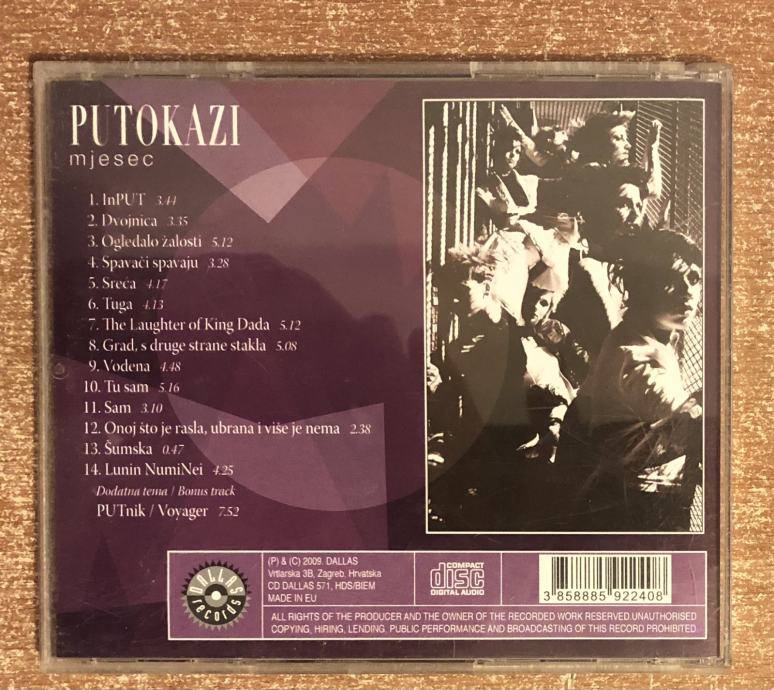 PUTOKAZI
mjesec
1. InPUT 3.44
2. Dvojnica 3.35
3. Ogledalo žalosti 5.12
4. Spavači spavaju 3.28
5. Sreća 4.17
6. Tuga 4.13
7. The Laughter of King Dada 5.12
8. Grad, s druge strane stakla 5.08
9. Vodena 4.48
10. Tu sam 5.16
11. Sam 3.10
12. Onoj što je rasla, ubrana i više je nema 2.38
13. Šumska 0.47
14. Lunin NumiNei 4.25
Dodatna tema / Bonus track
PUTnik / Voyager 7.52
DALLAS
records
(P) & (C) 2009. DALLAS
Vrtlarska 3B, Zagreb, Hrvatska
CD DALLAS 571, HDS/BIEM
MADE IN EU
COMPACT
disc
DIGITAL AUDIO
3 858885 922408
ALL RIGHTS OF THE PRODUCER AND THE OWNER OF THE RECORDED WORK RESERVED.UNAUTHORISED
COPYING, HIRING, LENDING, PUBLIC PERFORMANCE AND BROADCASTING OF THIS RECORD PROHIBITED.